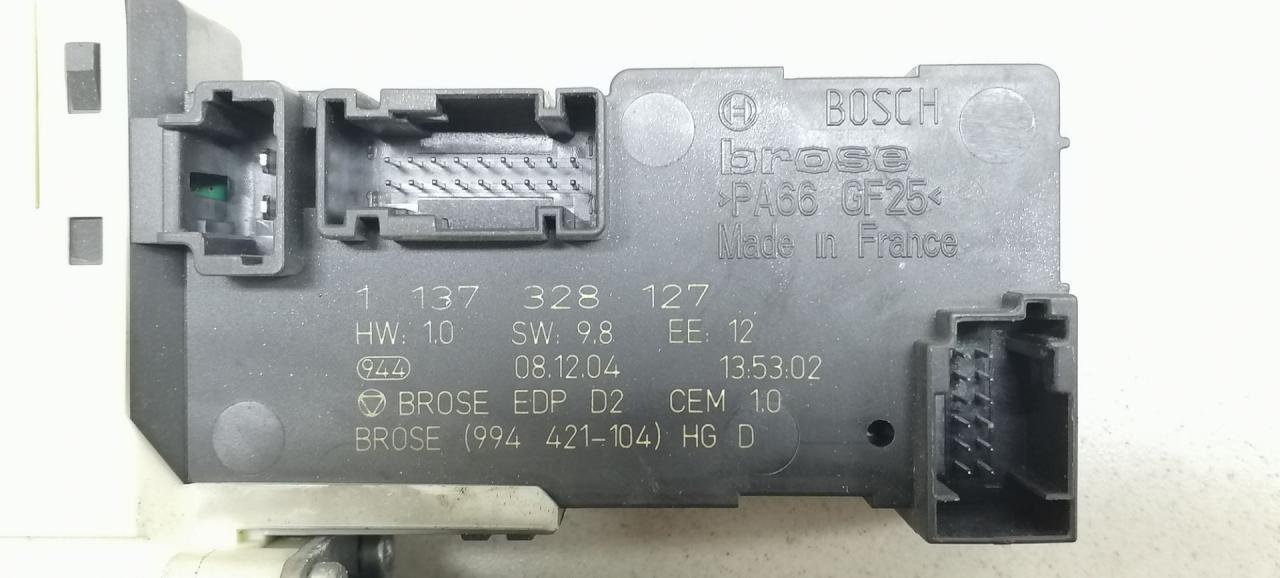 BOSCH
brose
>PA66 GF25<
Made in France
1 137 328 127
HW: 1.0 SW: 9.8 EE: 12
944 08.12.04 13:53:02
BROSE EDP D2 CEM 1.0
BROSE (994 421-104) HG D